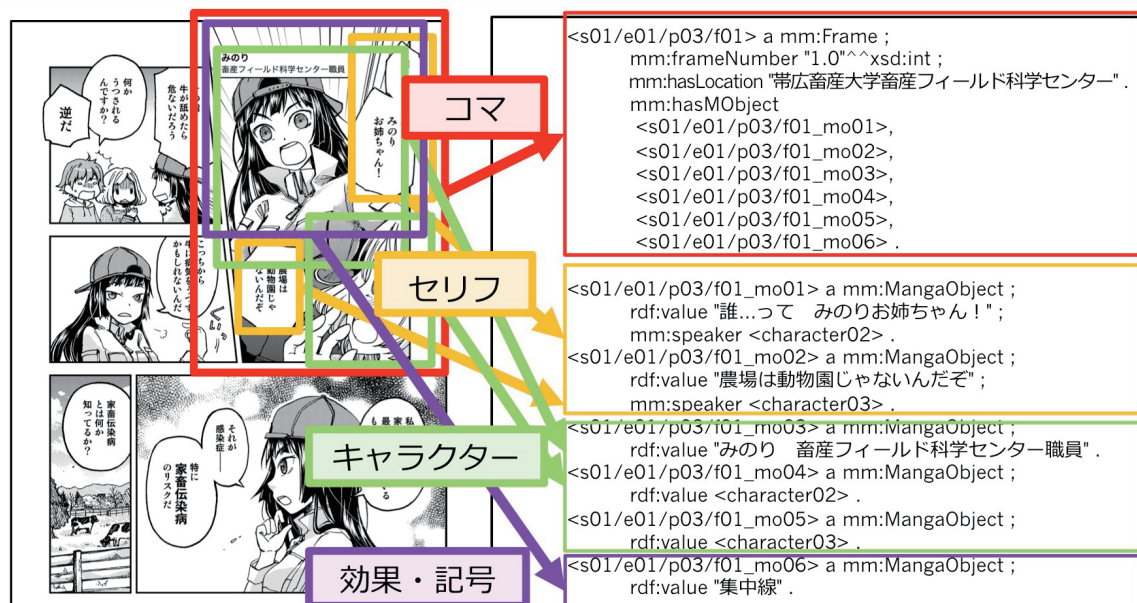 みのり
畜産フィールド科学センター職員
みのり
お姉ちゃん!
農場は
動物園じゃ
ないんだぞ
牛が舐めたら
危ないだろう
何か
うつされる
んですか?
逆だ
こっちから
牛に病気をうつす
かもしれないんだ
それが
感染症―
特に
家畜伝染病
のリスクだ
家畜伝染病
とは何か
知ってるか?
コマ
セリフ
キャラクター
効果・記号
<s01/e01/p03/f01> a mm:Frame ;
mm:frameNumber "1.0"^^xsd:int ;
mm:hasLocation "帯広畜産大学畜産フィールド科学センター" .
mm:hasMObject
<s01/e01/p03/f01_mo01>,
<s01/e01/p03/f01_mo02>,
<s01/e01/p03/f01_mo03>,
<s01/e01/p03/f01_mo04>,
<s01/e01/p03/f01_mo05>,
<s01/e01/p03/f01_mo06> .
<s01/e01/p03/f01_mo01> a mm:MangaObject ;
rdf:value "誰…って　みのりお姉ちゃん！" ;
mm:speaker <character02> .
<s01/e01/p03/f01_mo02> a mm:MangaObject ;
rdf:value "農場は動物園じゃないんだぞ" ;
mm:speaker <character03> .
<s01/e01/p03/f01_mo03> a mm:MangaObject ;
rdf:value "みのり　畜産フィールド科学センター職員" .
<s01/e01/p03/f01_mo04> a mm:MangaObject ;
rdf:value <character02> .
<s01/e01/p03/f01_mo05> a mm:MangaObject ;
rdf:value <character03> .
<s01/e01/p03/f01_mo06> a mm:MangaObject ;
rdf:value "集中線" .